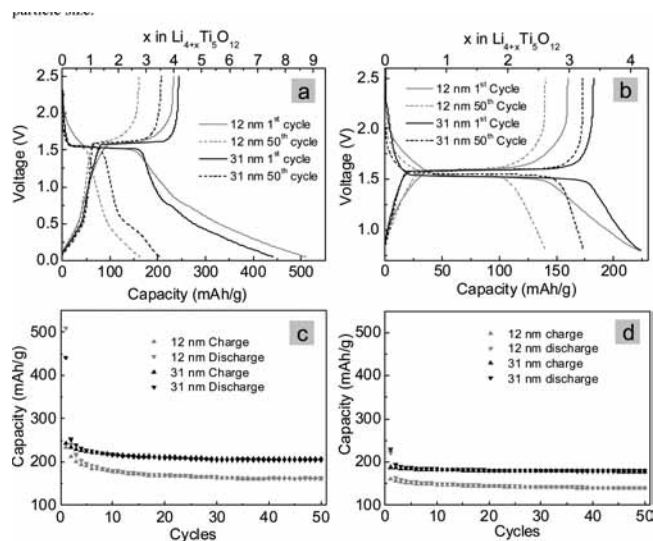 particle size.
x in Li4+xTi5O12
0 1 2 3 4 5 6 7 8 9
2.5
2.0
1.5
1.0
0.5
0.0
Voltage (V)
a
12 nm 1st cycle
12 nm 50th cycle
31 nm 1st cycle
31 nm 50th cycle
0 100 200 300 400 500
Capacity (mAh/g)
x in Li4+xTi5O12
0 1 2 3 4
2.5
2.0
1.5
1.0
Voltage (V)
b
12 nm 1st Cycle
12 nm 50th Cycle
31 nm 1st Cycle
31 nm 50th Cycle
0 50 100 150 200
Capacity (mAh/g)
500
400
300
200
100
Capacity (mAh/g)
c
12 nm Charge
12 nm Discharge
31 nm Charge
31 nm Discharge
0 10 20 30 40 50
Cycles
500
400
300
200
100
Capacity (mAh/g)
d
12 nm charge
12 nm discharge
31 nm charge
31 nm discharge
0 10 20 30 40 50
Cycles